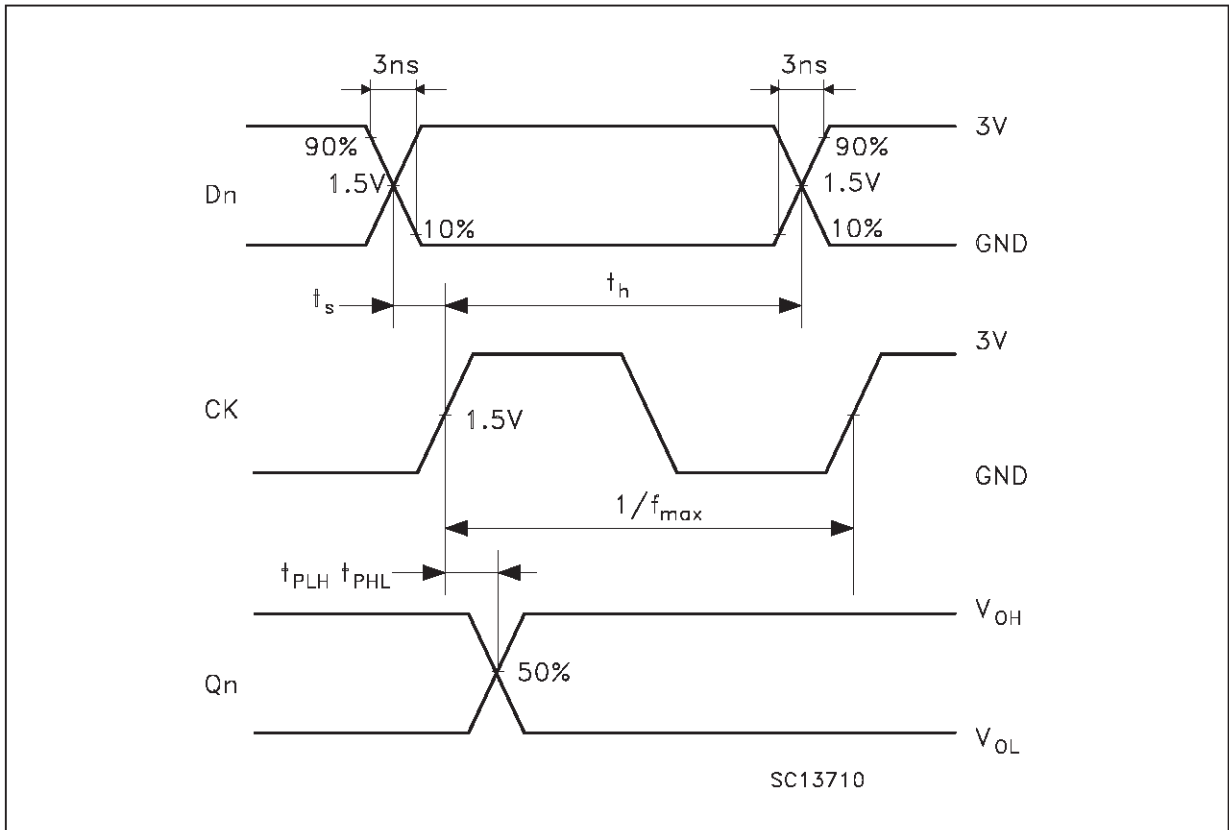 3ns 3ns
3V
90% 90%
Dn 1.5V 1.5V
10% 10%
GND
ts th
3V
CK 1.5V
GND
1/fmax
tPLH tPHL
VOH
Qn 50%
VOL
SC13710